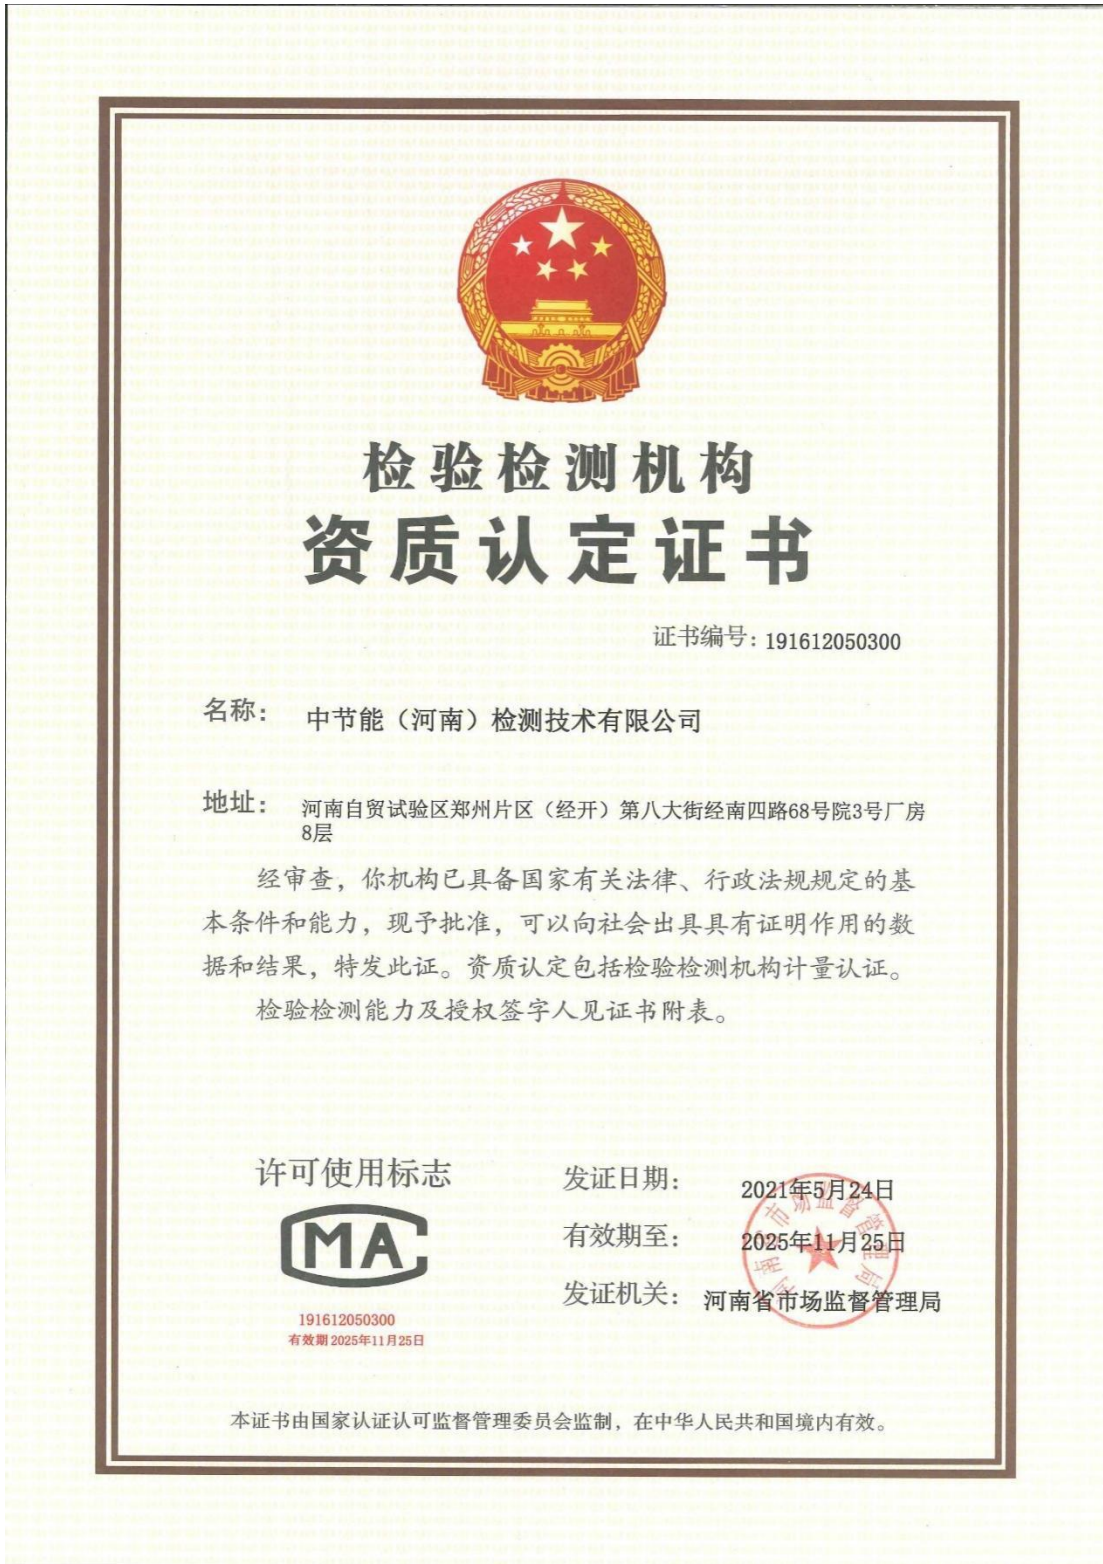 检验检测机构
资质认定证书
证书编号：191612050300
名称： 中节能（河南）检测技术有限公司
地址： 河南自贸试验区郑州片区（经开）第八大街经南四路68号院3号厂房
8层
经审查，你机构已具备国家有关法律、行政法规规定的基
本条件和能力，现予批准，可以向社会出具具有证明作用的数
据和结果，特发此证。资质认定包括检验检测机构计量认证。
检验检测能力及授权签字人见证书附表。
许可使用标志
MA
191612050300
有效期2025年11月25日
发证日期： 2021年5月24日
有效期至： 2025年11月25日
发证机关： 河南省市场监督管理局
河南省市场监督管理局
本证书由国家认证认可监督管理委员会监制，在中华人民共和国境内有效。